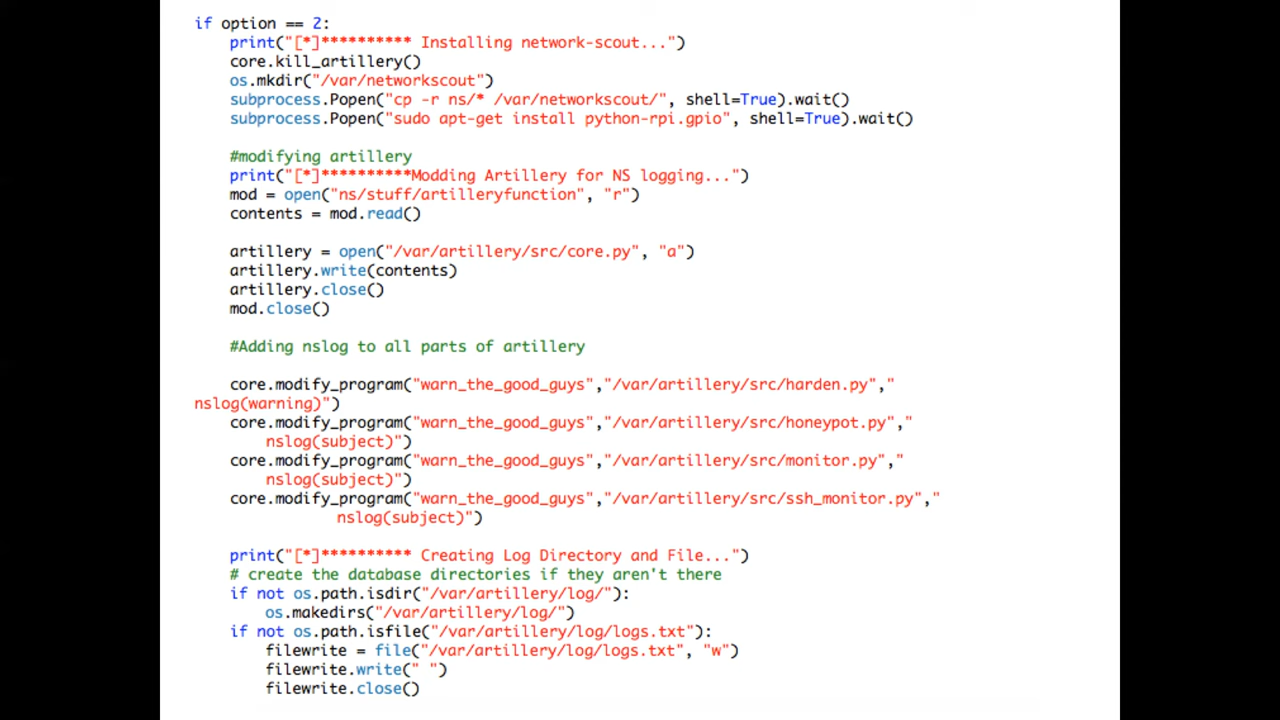 if option == 2:
print("[*]********** Installing network-scout...")
core.kill_artillery()
os.mkdir("/var/networkscout")
subprocess.Popen("cp -r ns/* /var/networkscout/", shell=True).wait()
subprocess.Popen("sudo apt-get install python-rpi.gpio", shell=True).wait()
#modifying artillery
print("[*]**********Modding Artillery for NS logging...")
mod = open("ns/stuff/artilleryfunction", "r")
contents = mod.read()
artillery = open("/var/artillery/src/core.py", "a")
artillery.write(contents)
artillery.close()
mod.close()
#Adding nslog to all parts of artillery
core.modify_program("warn_the_good_guys","/var/artillery/src/harden.py","
nslog(warning)")
core.modify_program("warn_the_good_guys","/var/artillery/src/honeypot.py","
nslog(subject)")
core.modify_program("warn_the_good_guys","/var/artillery/src/monitor.py","
nslog(subject)")
core.modify_program("warn_the_good_guys","/var/artillery/src/ssh_monitor.py","
nslog(subject)")
print("[*]********** Creating Log Directory and File...")
# create the database directories if they aren't there
if not os.path.isdir("/var/artillery/log/"):
os.makedirs("/var/artillery/log/")
if not os.path.isfile("/var/artillery/log/logs.txt"):
filewrite = file("/var/artillery/log/logs.txt", "w")
filewrite.write(" ")
filewrite.close()